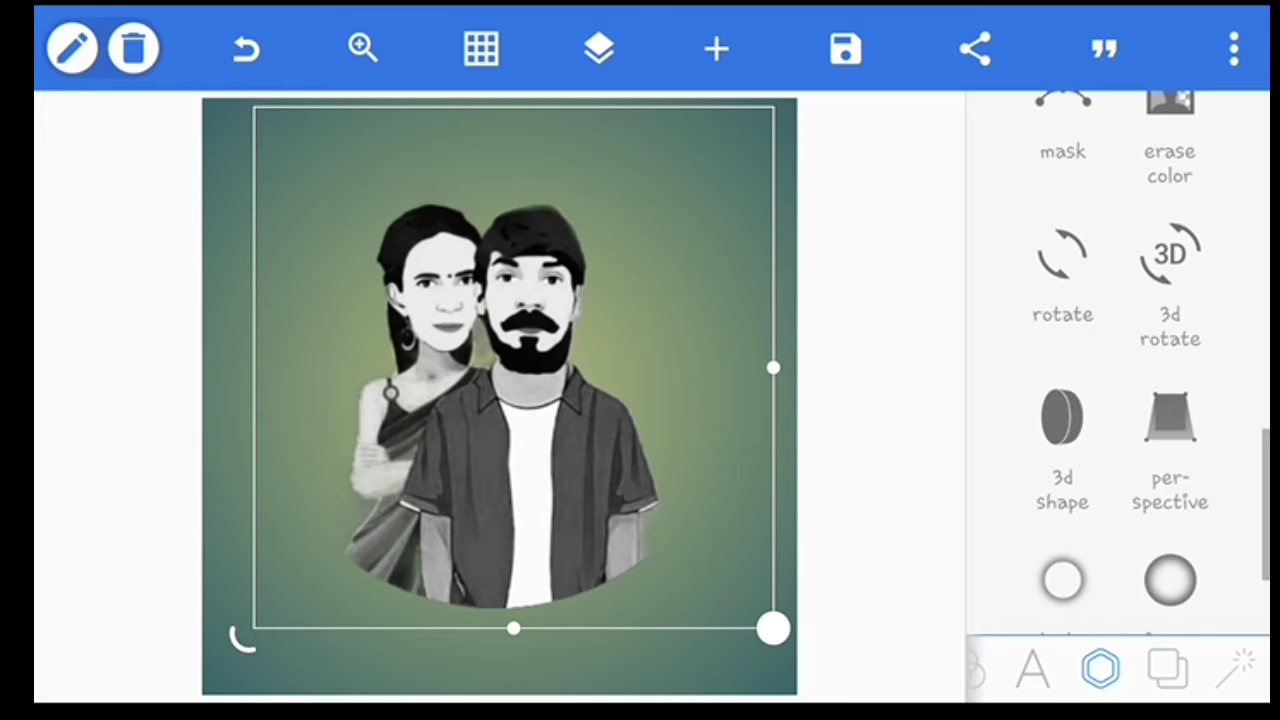 mask
erase
color
3D
rotate
3d
rotate
3d
shape
per-
spective
A